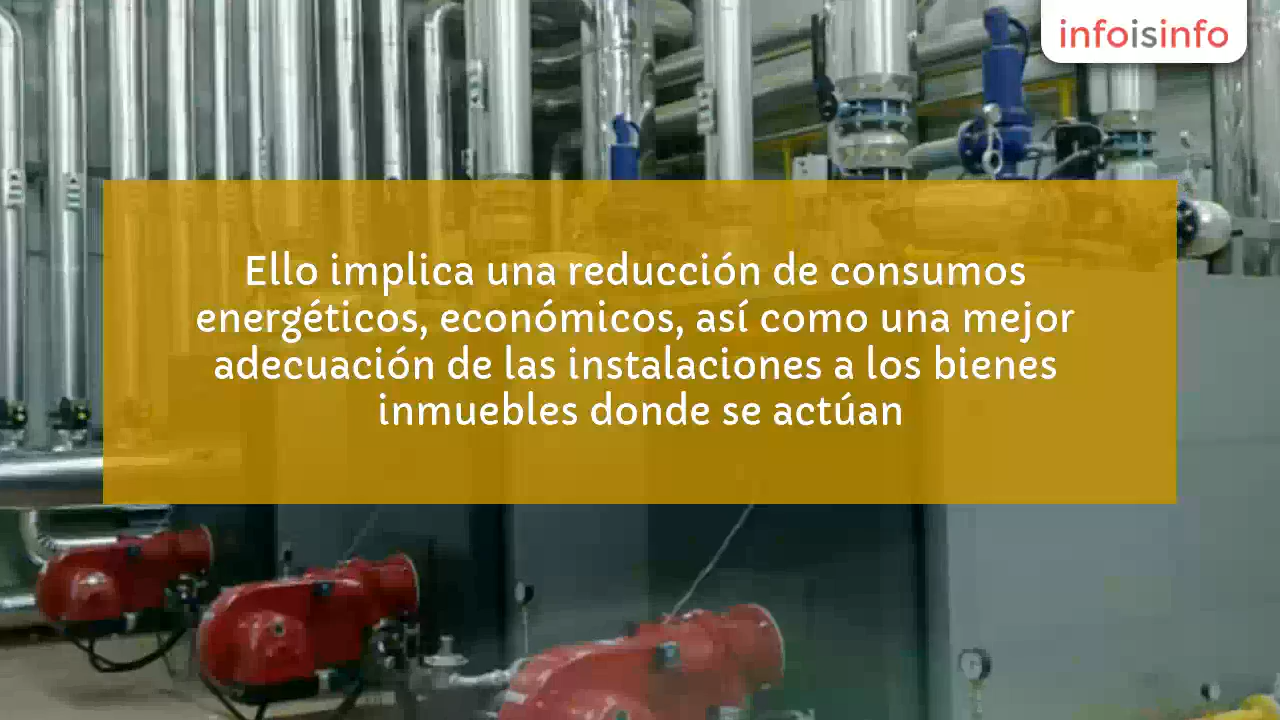 infoisinfo
Ello implica una reducción de consumos
energéticos, económicos, así como una mejor
adecuación de las instalaciones a los bienes
inmuebles donde se actúan